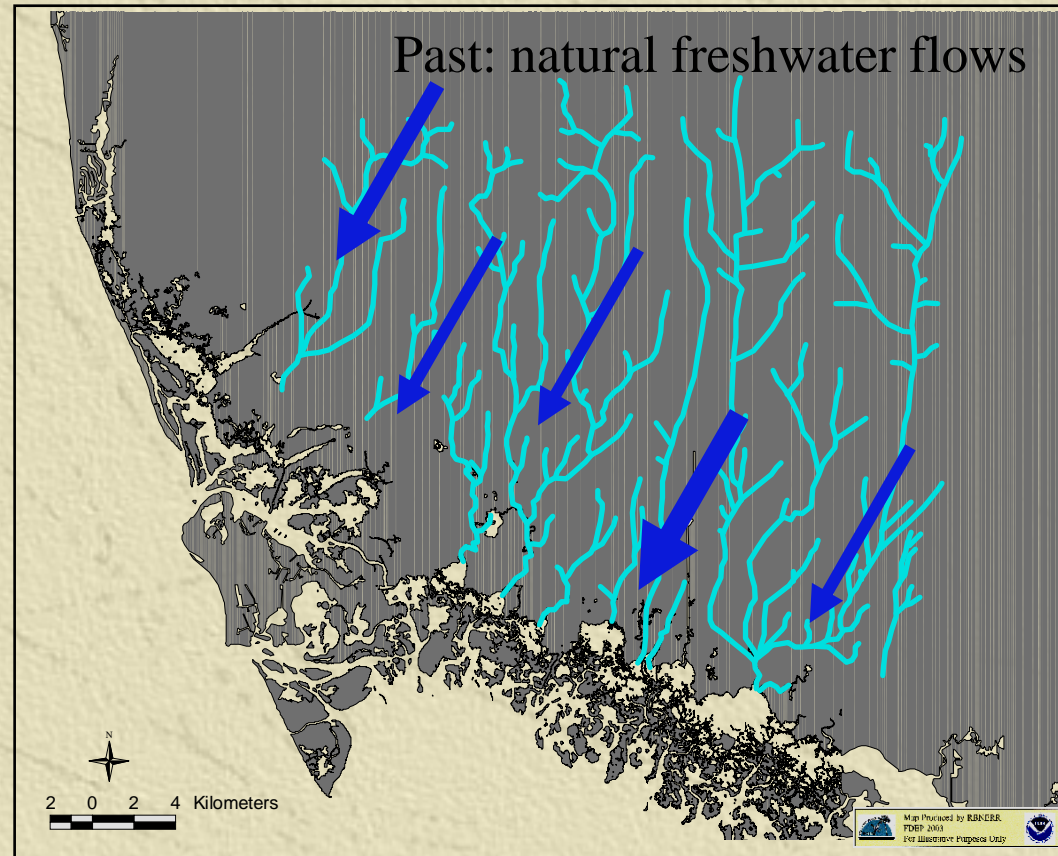 Past: natural freshwater flows
N
2 0 2 4 Kilometers
Map Produced by RBNERR
FDEP 2003
For Illustrative Purposes Only